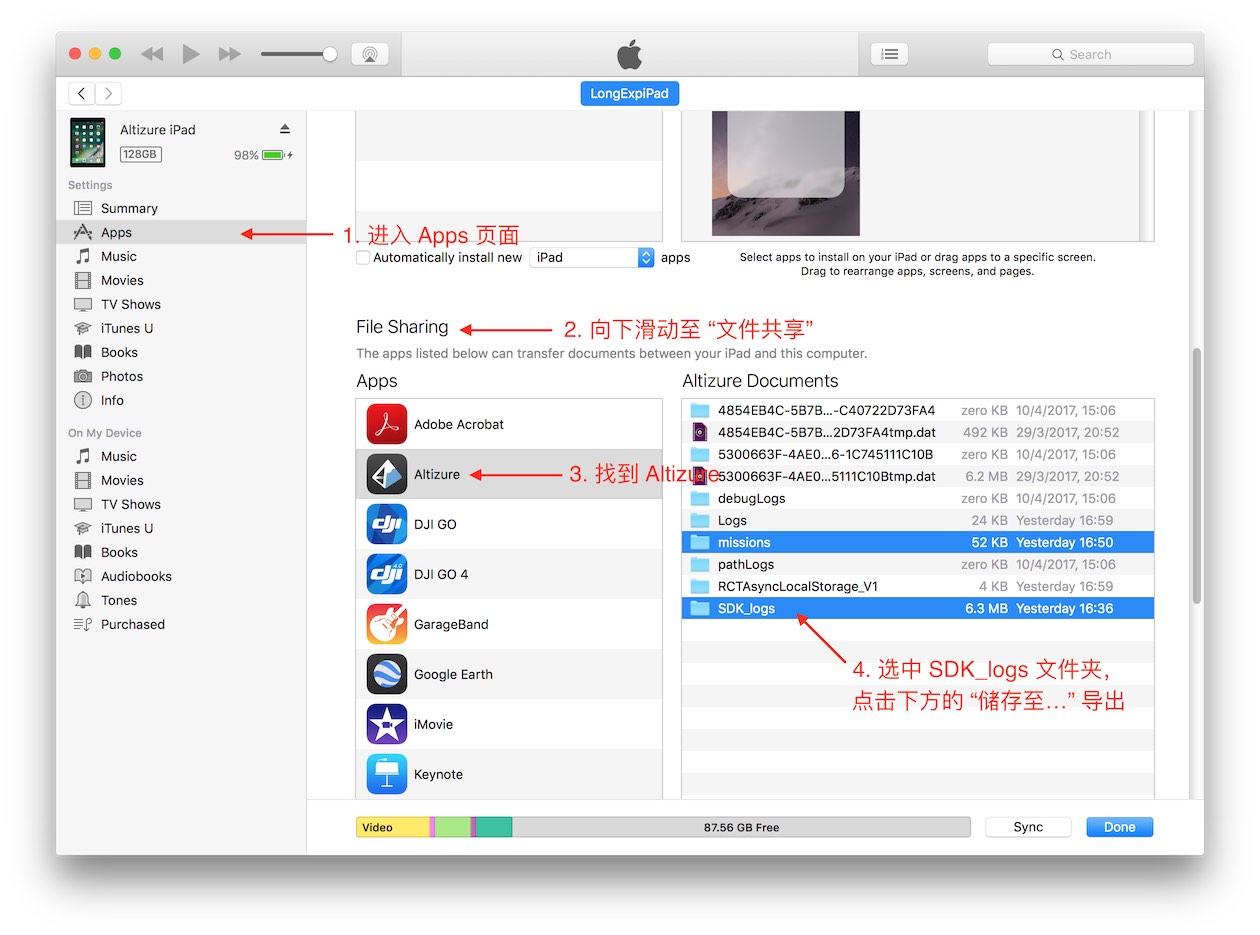 Search
LongExpiPad
Altizure iPad
128GB
98%
Settings
Summary
Apps
Music
Movies
TV Shows
iTunes U
Books
Photos
Info
On My Device
Music
Movies
TV Shows
iTunes U
Books
Audiobooks
Tones
Purchased
1. 进入 Apps 页面
Automatically install new iPad apps
Select apps to install on your iPad or drag apps to a specific screen.
Drag to rearrange apps, screens, and pages.
File Sharing
2. 向下滑动至 “文件共享”
The apps listed below can transfer documents between your iPad and this computer.
Apps
Adobe Acrobat
Altizure
3. 找到 Altizure
dji
DJI GO
dji 4.0
DJI GO 4
GarageBand
Google Earth
iMovie
Keynote
Altizure Documents
4854EB4C-5B7B...-C40722D73FA4 zero KB 10/4/2017, 15:06
4854EB4C-5B7B...2D73FA4tmp.dat 492 KB 29/3/2017, 20:52
5300663F-4AE0...6-1C745111C10B zero KB 10/4/2017, 15:06
5300663F-4AE0...5111C10Btmp.dat 6.2 MB 29/3/2017, 20:52
debugLogs zero KB 10/4/2017, 15:06
Logs 24 KB Yesterday 16:59
missions 52 KB Yesterday 16:50
pathLogs zero KB 10/4/2017, 15:06
RCTAsyncLocalStorage_V1 4 KB Yesterday 16:59
SDK_logs 6.3 MB Yesterday 16:36
4. 选中 SDK_logs 文件夹,
点击下方的 “储存至…” 导出
Video
87.56 GB Free
Sync
Done